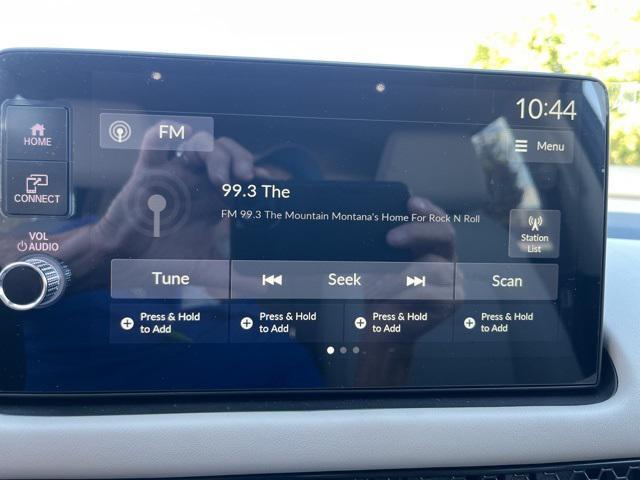 10:44
FM
Menu
HOME
CONNECT
99.3 The
FM 99.3 The Mountain Montana's Home For Rock N Roll
Station
List
VOL
AUDIO
Tune
Seek
Scan
Press & Hold
to Add
Press & Hold
to Add
Press & Hold
to Add
Press & Hold
to Add